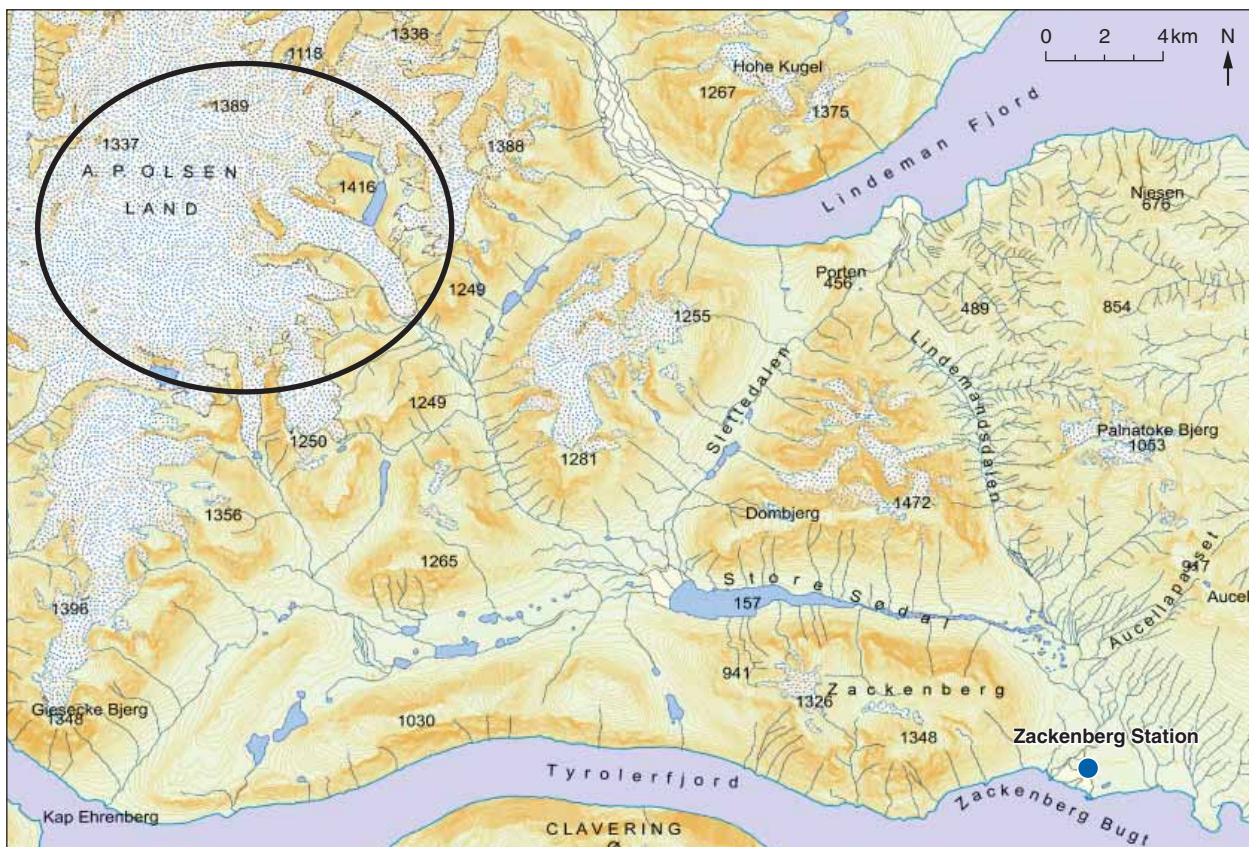 1336
0 2 4 km N
1118
Hohe Kugel
1267
1389
1375
1337
1388
A P OLSEN
LAND
1416
Lindeman Fjord
Niesen
676
Porten
456
1249
489
854
1255
Slettedalen
Lindemandsdalen
1249
1250
1281
Palnatoke Bjerg
1053
1472
1356
Dombjerg
1265
917
Aucellapasset
Aucel
Store Sødal
157
1396
941
Zackenberg
1326
Giesecke Bjerg
1348
1030
1348
Zackenberg Station
Tyrolerfjord
Zackenberg Bugt
Kap Ehrenberg
CLAVERING
Ø